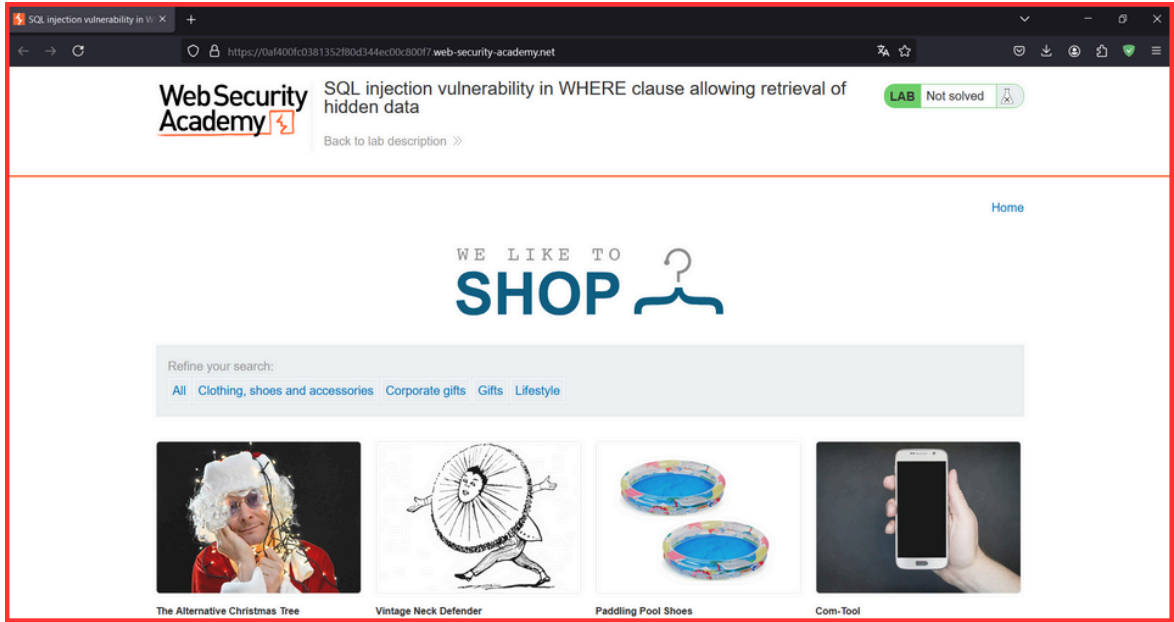 SQL injection vulnerability in W
https://0af400fc0381352f80d344ec00c800f7.web-security-academy.net
WebSecurity
Academy
SQL injection vulnerability in WHERE clause allowing retrieval of
hidden data
Back to lab description
LAB Not solved
Home
WE LIKE TO
SHOP
Refine your search:
All Clothing, shoes and accessories Corporate gifts Gifts Lifestyle
The Alternative Christmas Tree Vintage Neck Defender Paddling Pool Shoes Com-Tool